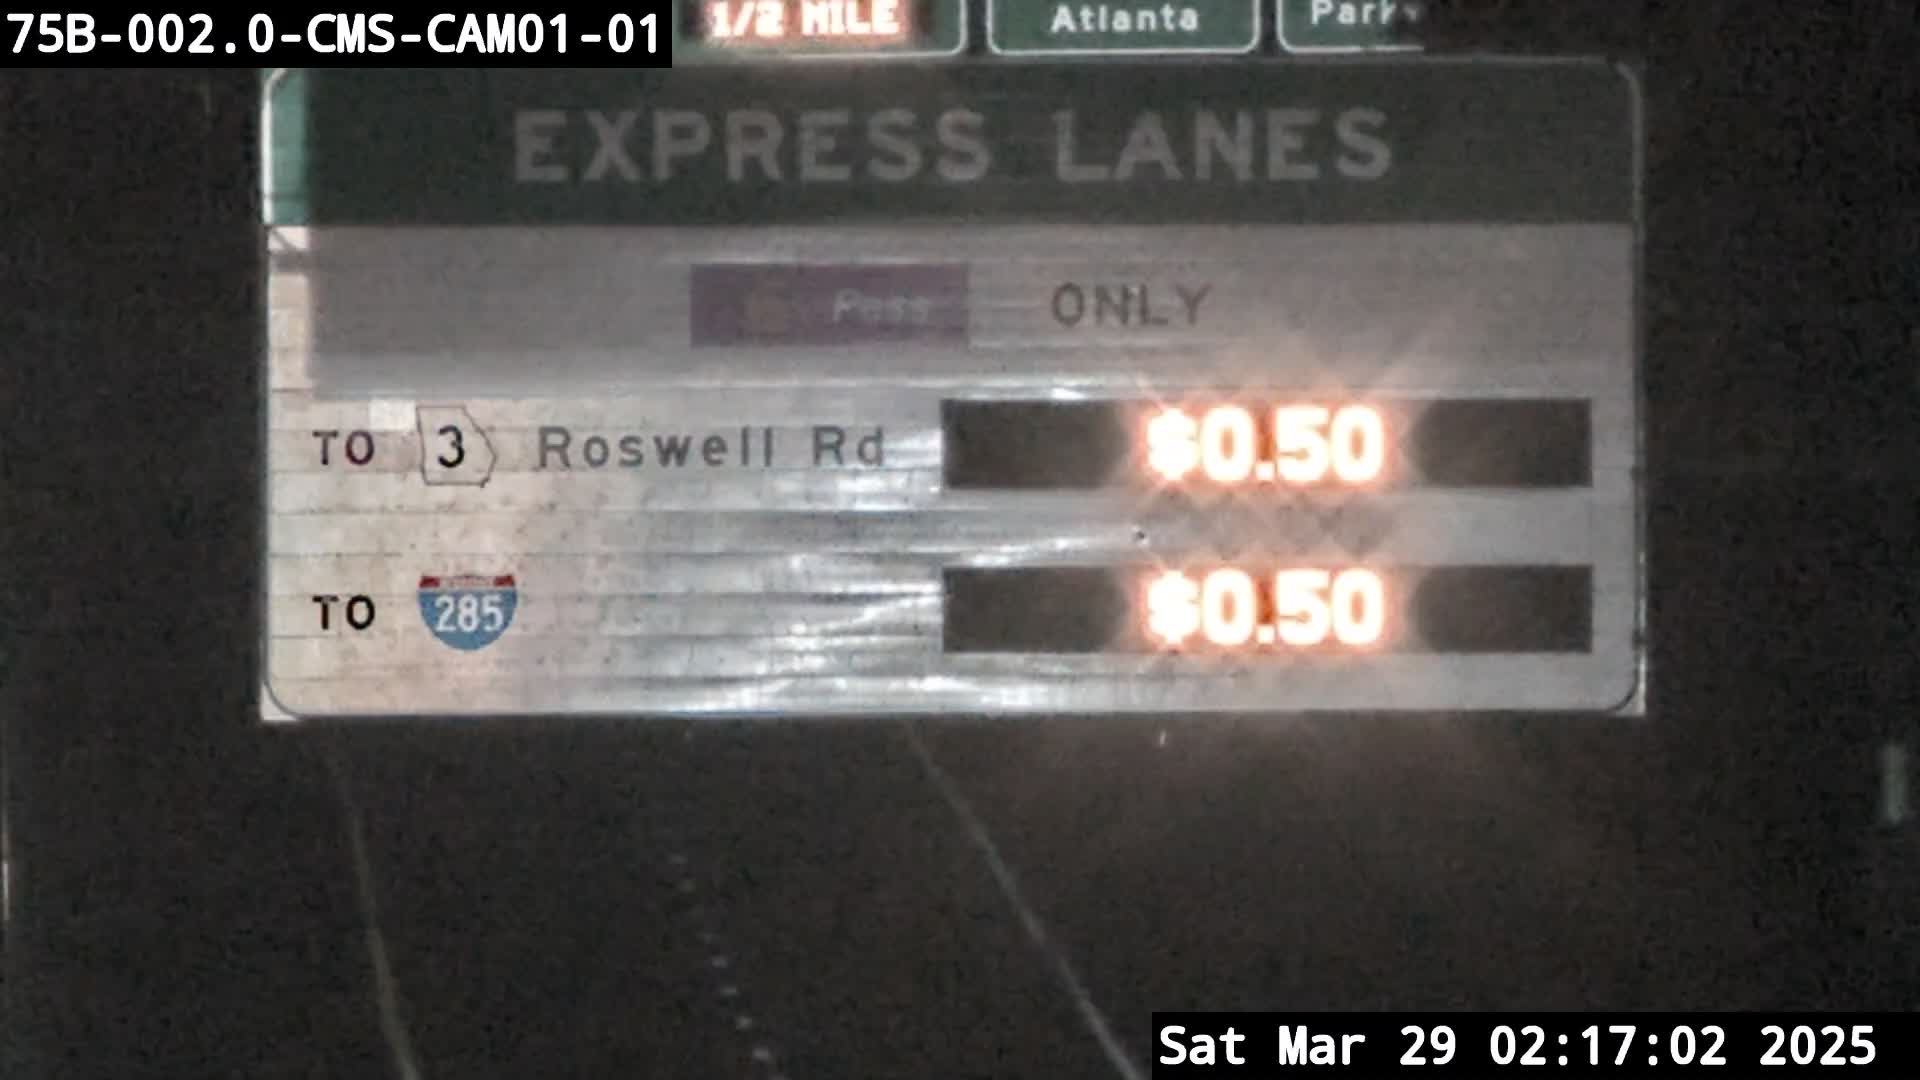 75B-002.0-CMS-CAM01-01
1/2 MILE
Atlanta
EXPRESS LANES
Pass ONLY
TO 3 Roswell Rd $0.50
TO 285 $0.50
Sat Mar 29 02:17:02 2025